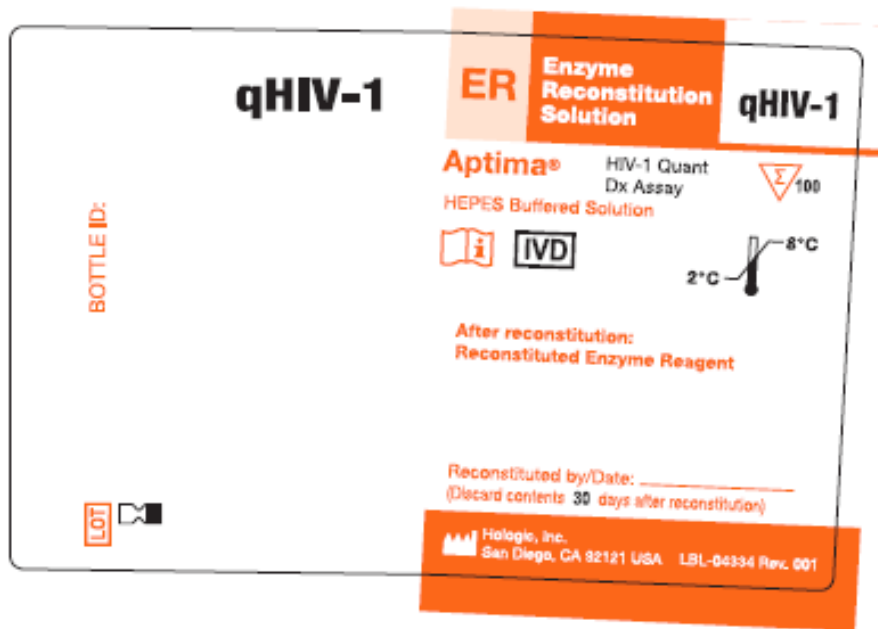 qHIV-1
BOTTLE ID:
LOT
ER
Enzyme
Reconstitution
Solution
qHIV-1
Aptima®
HIV-1 Quant
Dx Assay
Σ
100
HEPES Buffered Solution
i
IVD
8°C
2°C
After reconstitution:
Reconstituted Enzyme Reagent
Reconstituted by/Date:
(Discard contents 30 days after reconstitution)
Hologic, Inc.
San Diego, CA 92121 USA LBL-04334 Rev. 001